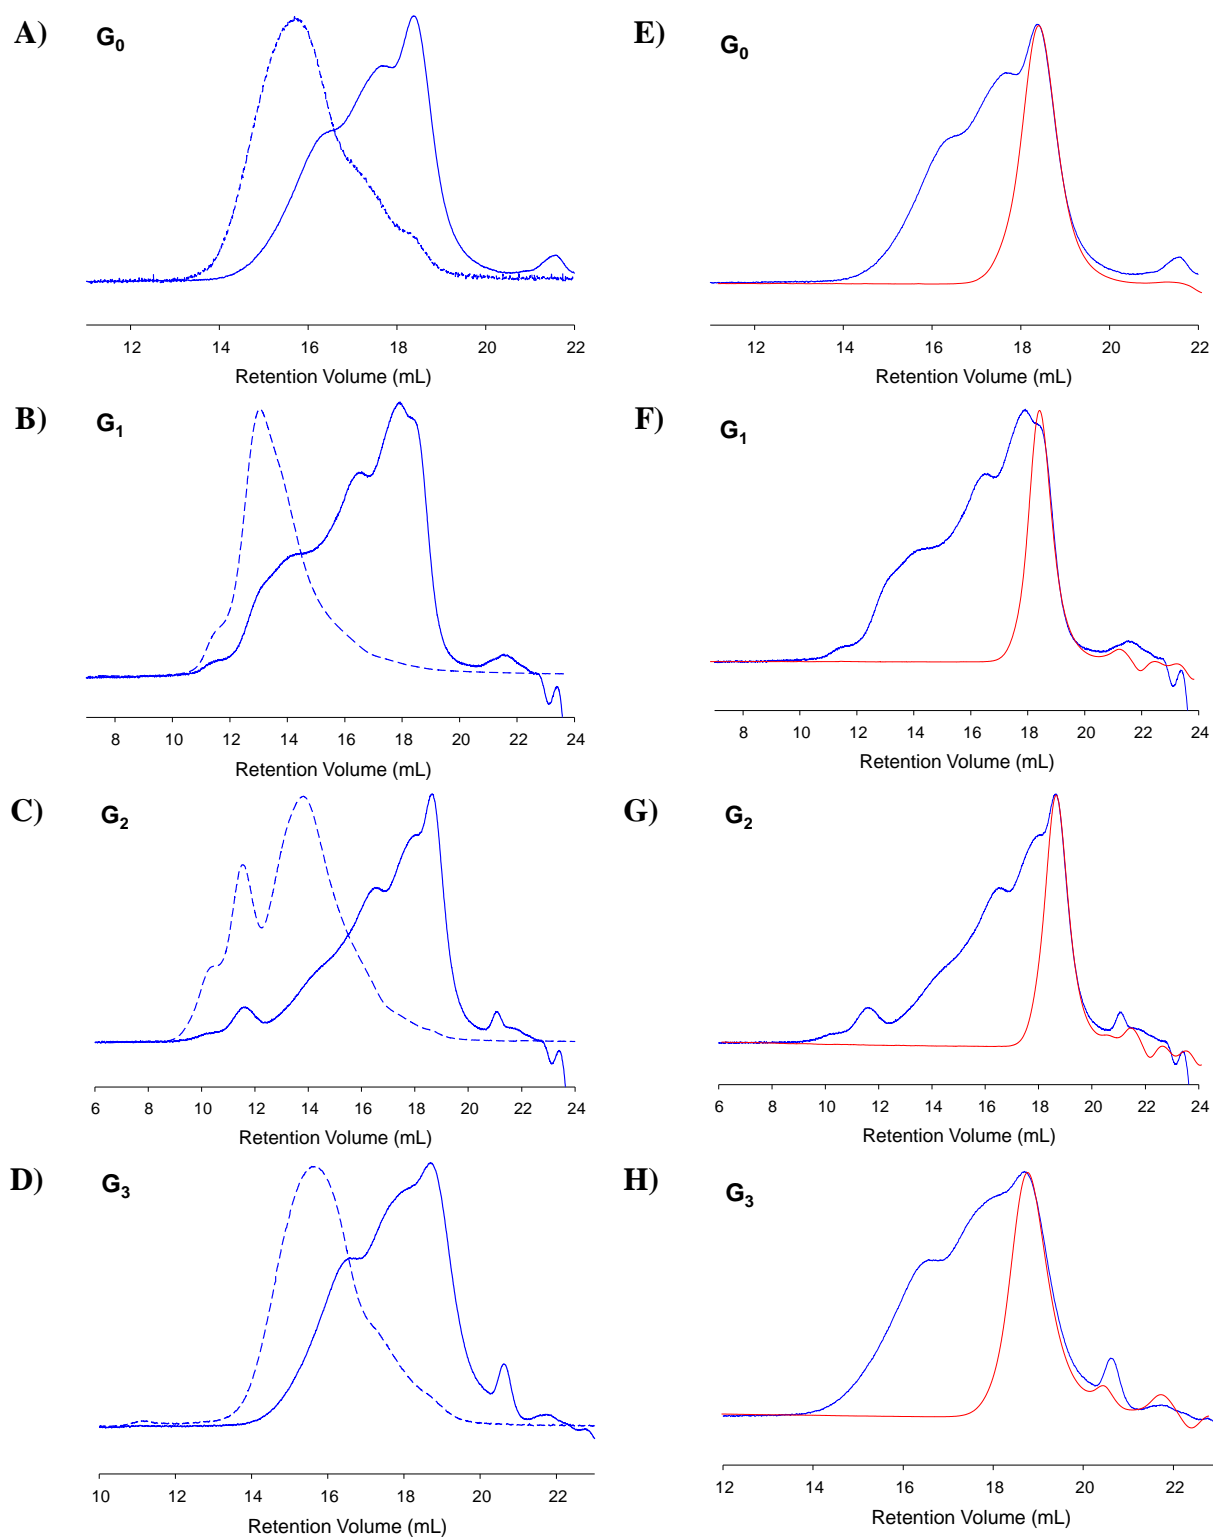 A)
G0
12 14 16 18 20 22
Retention Volume (mL)
E)
G0
12 14 16 18 20 22
Retention Volume (mL)
B)
G1
8 10 12 14 16 18 20 22 24
Retention Volume (mL)
F)
G1
8 10 12 14 16 18 20 22 24
Retention Volume (mL)
C)
G2
6 8 10 12 14 16 18 20 22 24
Retention Volume (mL)
G)
G2
6 8 10 12 14 16 18 20 22 24
Retention Volume (mL)
D)
G3
10 12 14 16 18 20 22
Retention Volume (mL)
H)
G3
12 14 16 18 20 22
Retention Volume (mL)